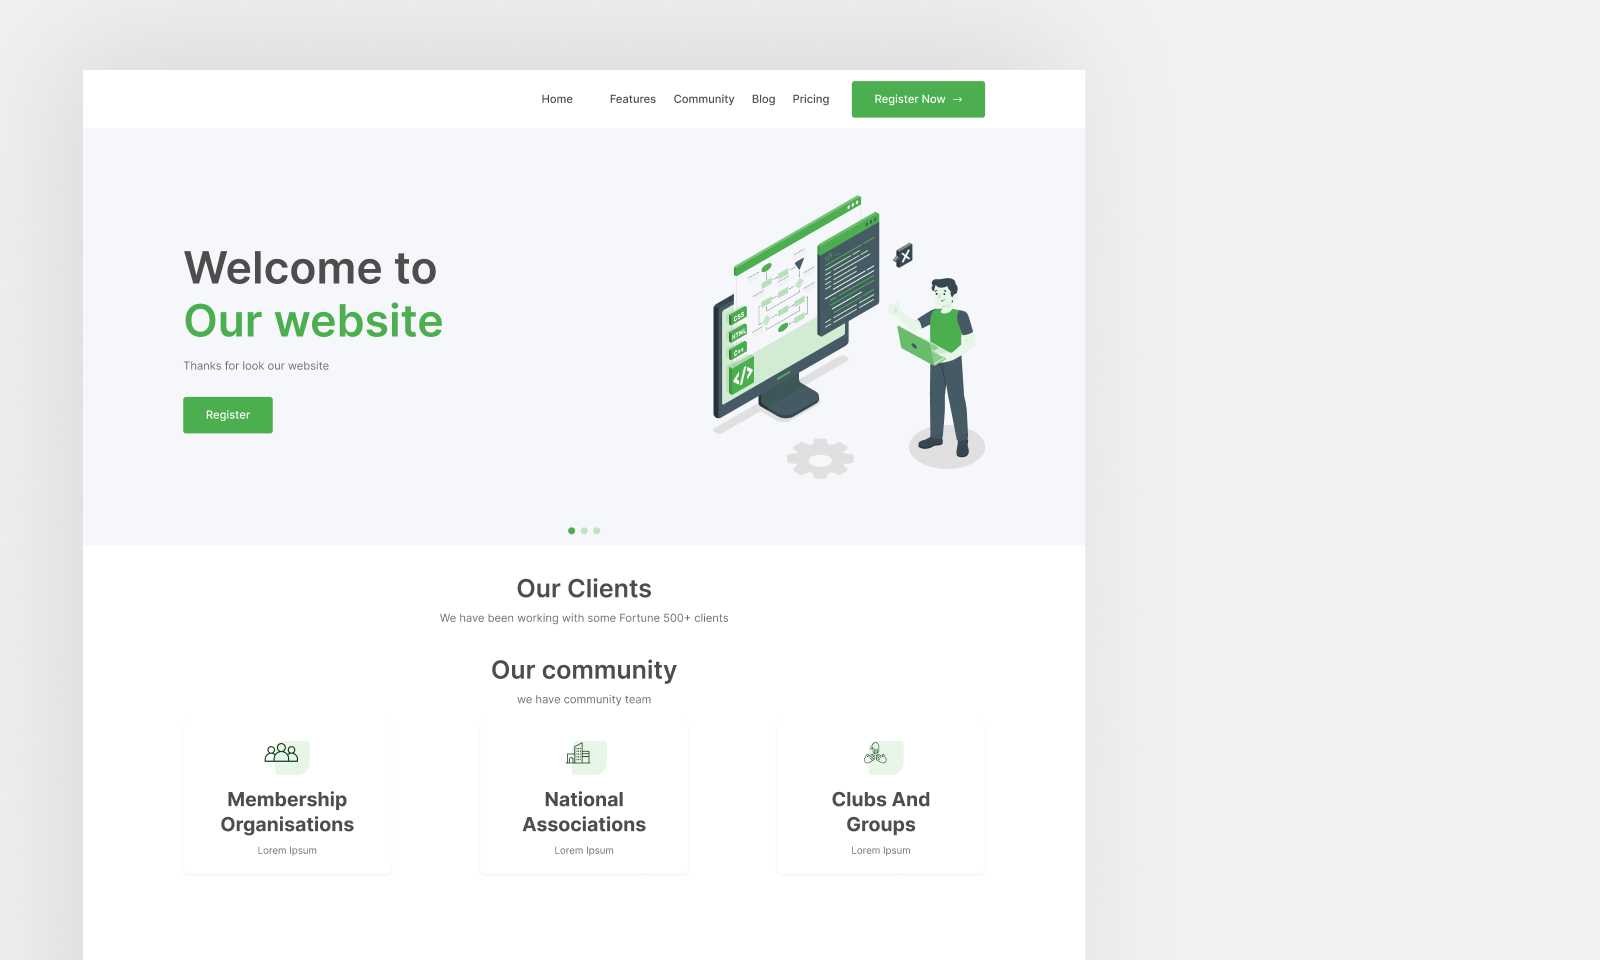 Home Features Community Blog Pricing Register Now →
Welcome to
Our website
Thanks for look our website
Register
CSS
HTML
C++
</>
X
Our Clients
We have been working with some Fortune 500+ clients
Our community
we have community team
Membership
Organisations
Lorem Ipsum
National
Associations
Lorem Ipsum
Clubs And
Groups
Lorem Ipsum